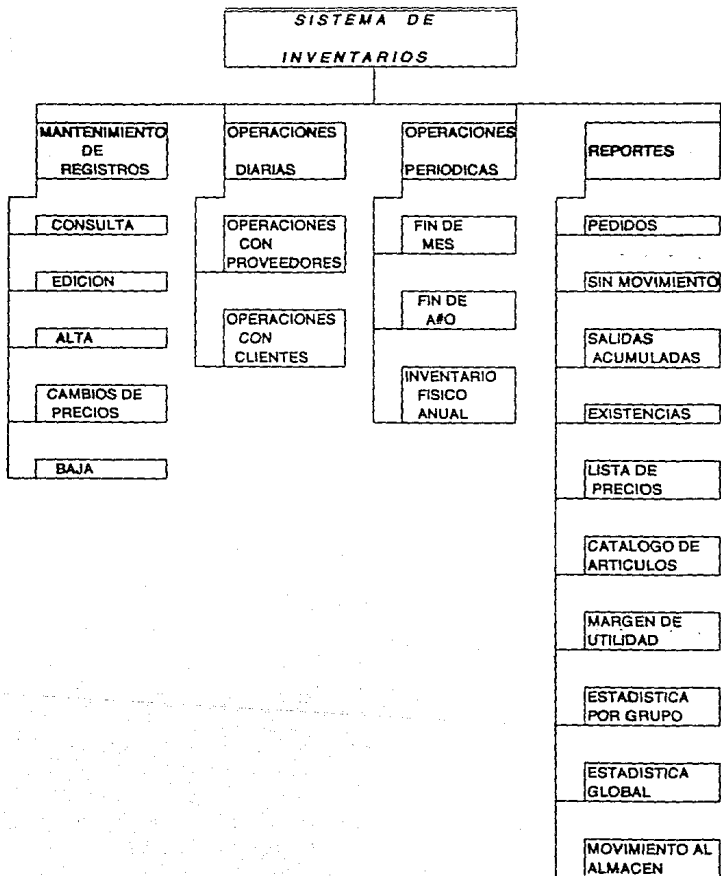 SISTEMA DE
INVENTARIOS
MANTENIMIENTO
DE
REGISTROS
CONSULTA
EDICION
ALTA
CAMBIOS DE
PRECIOS
BAJA
OPERACIONES
DIARIAS
OPERACIONES
CON
PROVEEDORES
OPERACIONES
CON
CLIENTES
OPERACIONES
PERIODICAS
FIN DE
MES
FIN DE
A#O
INVENTARIO
FISICO
ANUAL
REPORTES
PEDIDOS
SIN MOVIMIENTO
SALIDAS
ACUMULADAS
EXISTENCIAS
LISTA DE
PRECIOS
CATALOGO DE
ARTICULOS
MARGEN DE
UTILIDAD
ESTADISTICA
POR GRUPO
ESTADISTICA
GLOBAL
MOVIMIENTO AL
ALMACEN